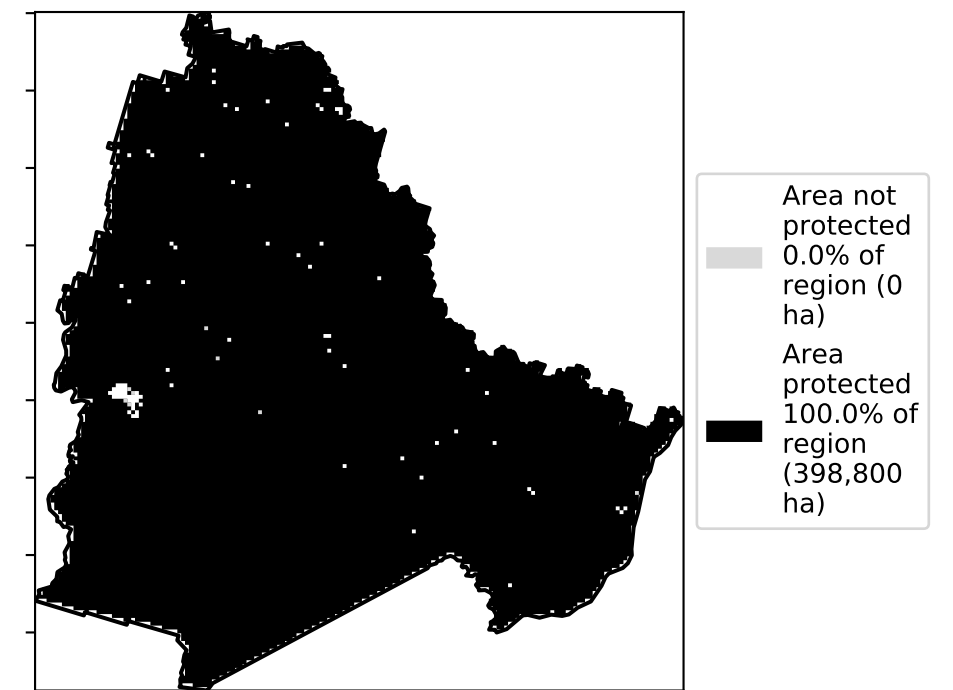 Area not
protected
0.0% of
region (0
ha)
Area
protected
100.0% of
region
(398,800
ha)